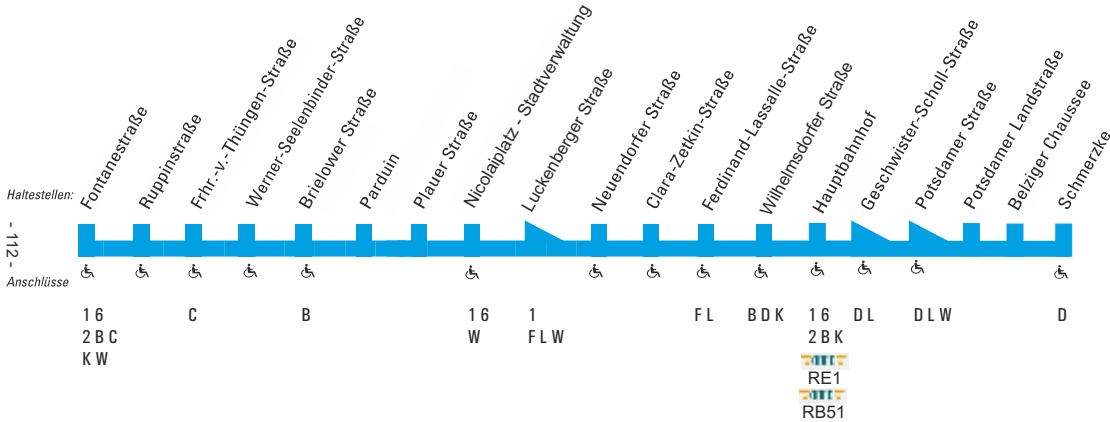 Haltestellen:
Fontanestraße
Ruppinstraße
Frhr.-v.-Thüngen-Straße
Werner-Seelenbinder-Straße
Brielower Straße
Parduin
Plauer Straße
Nicolaiplatz - Stadtverwaltung
Luckenberger Straße
Neuendorfer Straße
Clara-Zetkin-Straße
Ferdinand-Lassalle-Straße
Wilhelmsdorfer Straße
Hauptbahnhof
Geschwister-Scholl-Straße
Potsdamer Straße
Potsdamer Landstraße
Belziger Chaussee
Schmerzke
- 112 -
Anschlüsse
1 6
2 B C
K W
C
B
1 6
W
1
F L W
F L
B D K
1 6
2 B K
RE1
RB51
D L
D L W
D